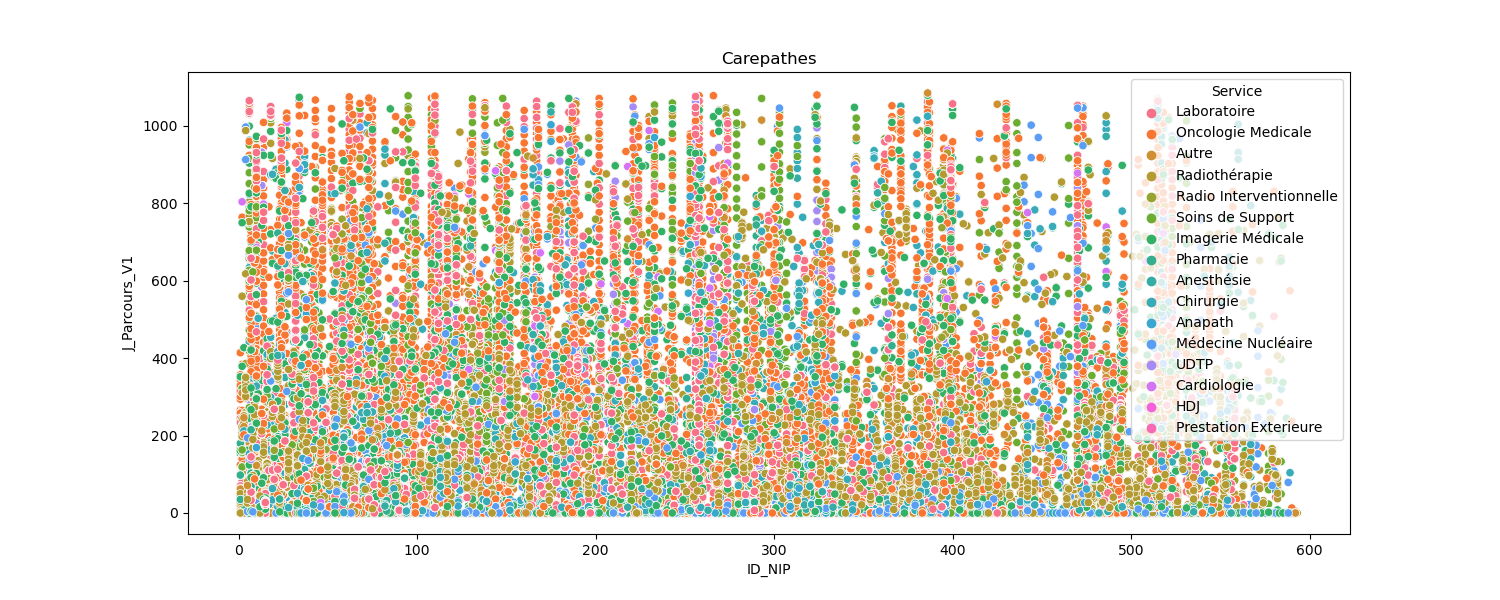 Carepathes
Service
Laboratoire
Oncologie Medicale
Autre
Radiothérapie
Radio Interventionnelle
Soins de Support
Imagerie Médicale
Pharmacie
Anesthésie
Chirurgie
Anapath
Médecine Nucléaire
UDTP
Cardiologie
HDJ
Prestation Exterieure
J_Parcours_V1
1000
800
600
400
200
0
0 100 200 300 400 500 600
ID_NIP